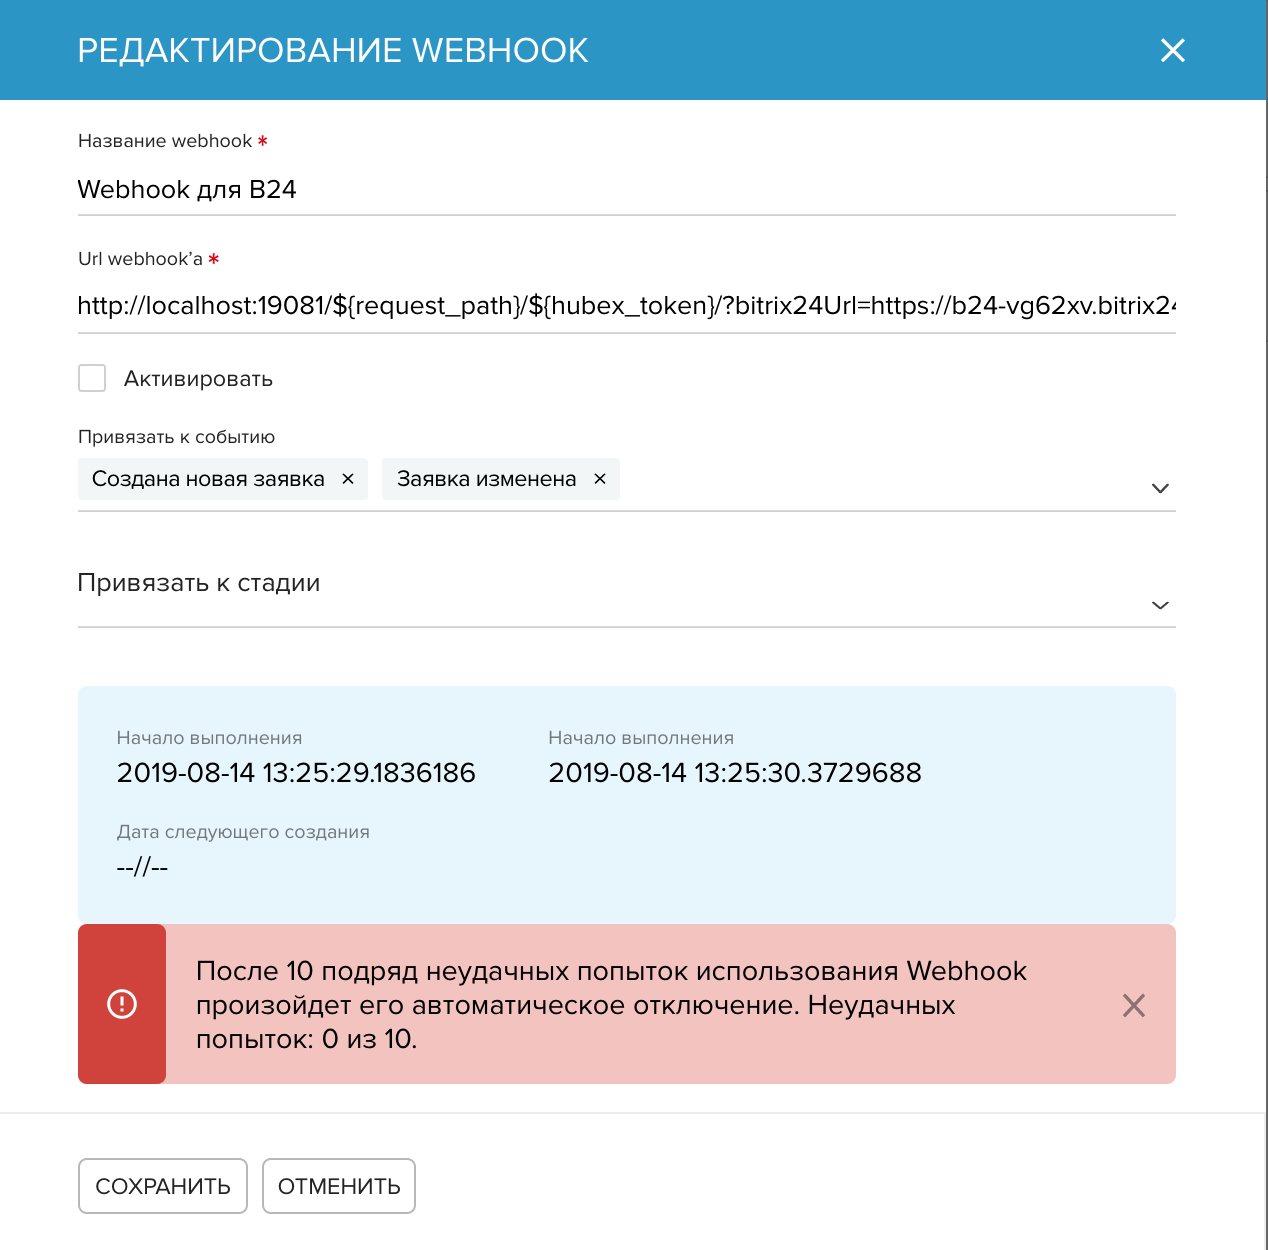 РЕДАКТИРОВАНИЕ WEBHOOK
Название webhook *
Webhook для B24
Url webhook’a *
http://localhost:19081/${request_path}/${hubex_token}/?bitrix24Url=https://b24-vg62xv.bitrix24
Активировать
Привязать к событию
Создана новая заявка × Заявка изменена ×
Привязать к стадии
Начало выполнения Начало выполнения
2019-08-14 13:25:29.1836186 2019-08-14 13:25:30.3729688
Дата следующего создания
--//--
После 10 подряд неудачных попыток использования Webhook
произойдет его автоматическое отключение. Неудачных
попыток: 0 из 10.
СОХРАНИТЬ ОТМЕНИТЬ